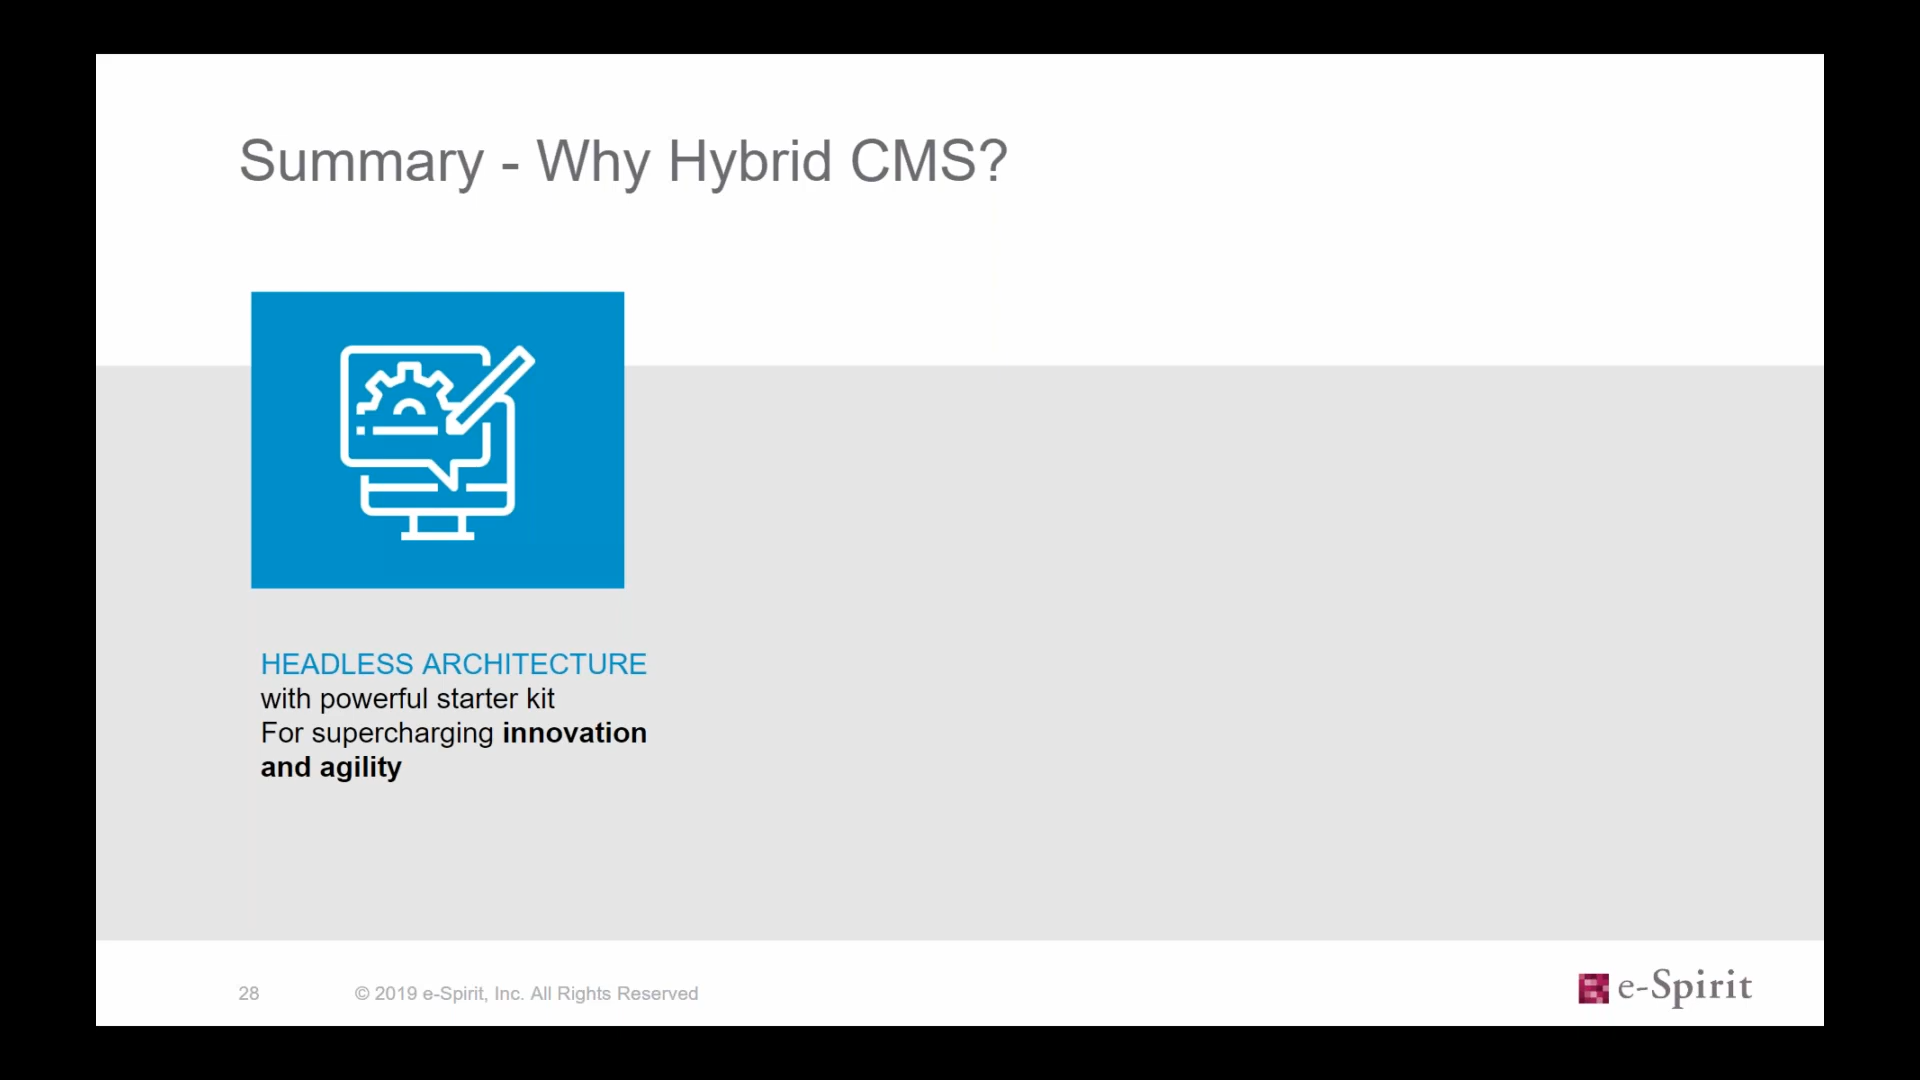 Summary - Why Hybrid CMS?
HEADLESS ARCHITECTURE
with powerful starter kit
For supercharging innovation
and agility
28
© 2019 e-Spirit, Inc. All Rights Reserved
e-Spirit